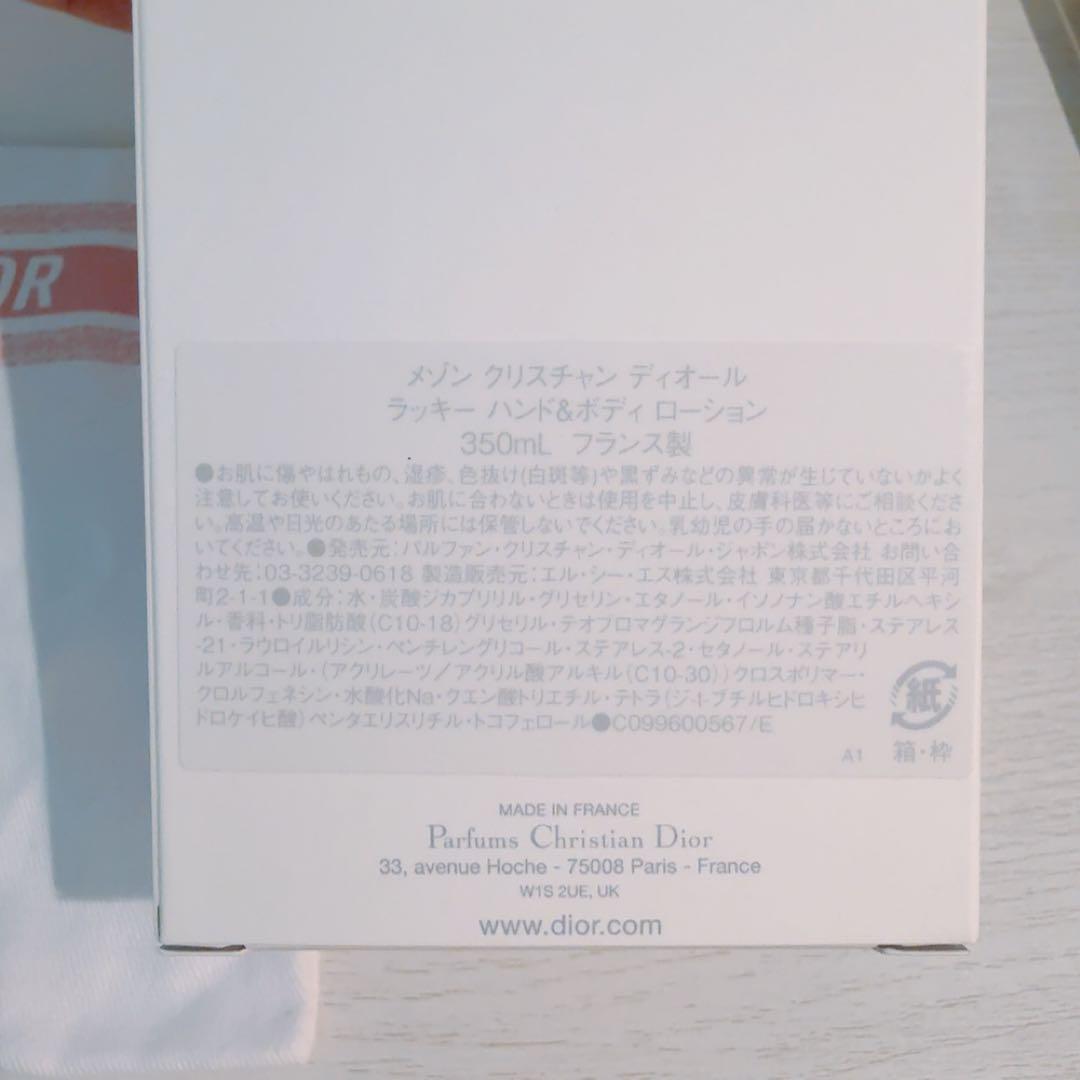 OR
メゾン クリスチャン ディオール
ラッキー ハンド&ボディ ローション
350mL フランス製
●お肌に傷やはれもの、湿疹、色抜け(白斑等)や黒ずみなどの異常が生じていないかよく
注意してお使いください。お肌に合わないときは使用を中止し、皮膚科医等にご相談くださ
い。高温や日光のあたる場所には保管しないでください。乳幼児の手の届かないところにお
いてください。●発売元:パルファン・クリスチャン・ディオール・ジャポン株式会社 お問い合
わせ先:03-3239-0618 製造販売元:エル・シー・エス株式会社 東京都千代田区平河
町2-1-1●成分:水・炭酸ジカプリリル・グリセリン・エタノール・イソノナン酸エチルヘキシ
ル・香料・トリ脂肪酸(C10-18)グリセリル・テオブロマグランジフロルム種子脂・ステアレス
-21・ラウロイルリシン・ペンチレングリコール・ステアレス-2・セタノール・ステアリ
ルアルコール・(アクリレーツ/アクリル酸アルキル(C10-30))クロスポリマー・
クロルフェネシン・水酸化Na・クエン酸トリエチル・テトラ(ジ-t-ブチルヒドロキシヒ
ドロケイヒ酸)ペンタエリスリチル・トコフェロール●C099600567/E
紙
A1 箱・枠
MADE IN FRANCE
Parfums Christian Dior
33, avenue Hoche - 75008 Paris - France
W1S 2UE, UK
www.dior.com